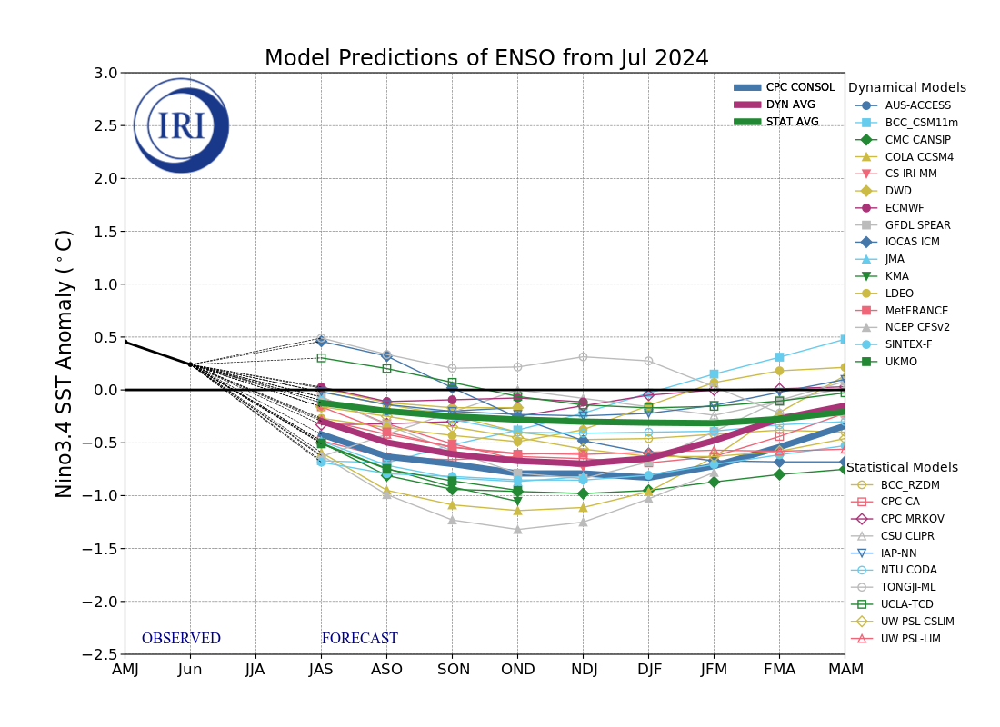 Model Predictions of ENSO from Jul 2024
Nino3.4 SST Anomaly (°C)
3.0
2.5
2.0
1.5
1.0
0.5
0.0
−0.5
−1.0
−1.5
−2.0
−2.5
IRI
CPC CONSOL
DYN AVG
STAT AVG
OBSERVED
FORECAST
AMJ Jun JJA JAS ASO SON OND NDJ DJF JFM FMA MAM
Dynamical Models
AUS-ACCESS
BCC_CSM11m
CMC CANSIP
COLA CCSM4
CS-IRI-MM
DWD
ECMWF
GFDL SPEAR
IOCAS ICM
JMA
KMA
LDEO
MetFRANCE
NCEP CFSv2
SINTEX-F
UKMO
Statistical Models
BCC_RZDM
CPC CA
CPC MRKOV
CSU CLIPR
IAP-NN
NTU CODA
TONGJI-ML
UCLA-TCD
UW PSL-CSLIM
UW PSL-LIM